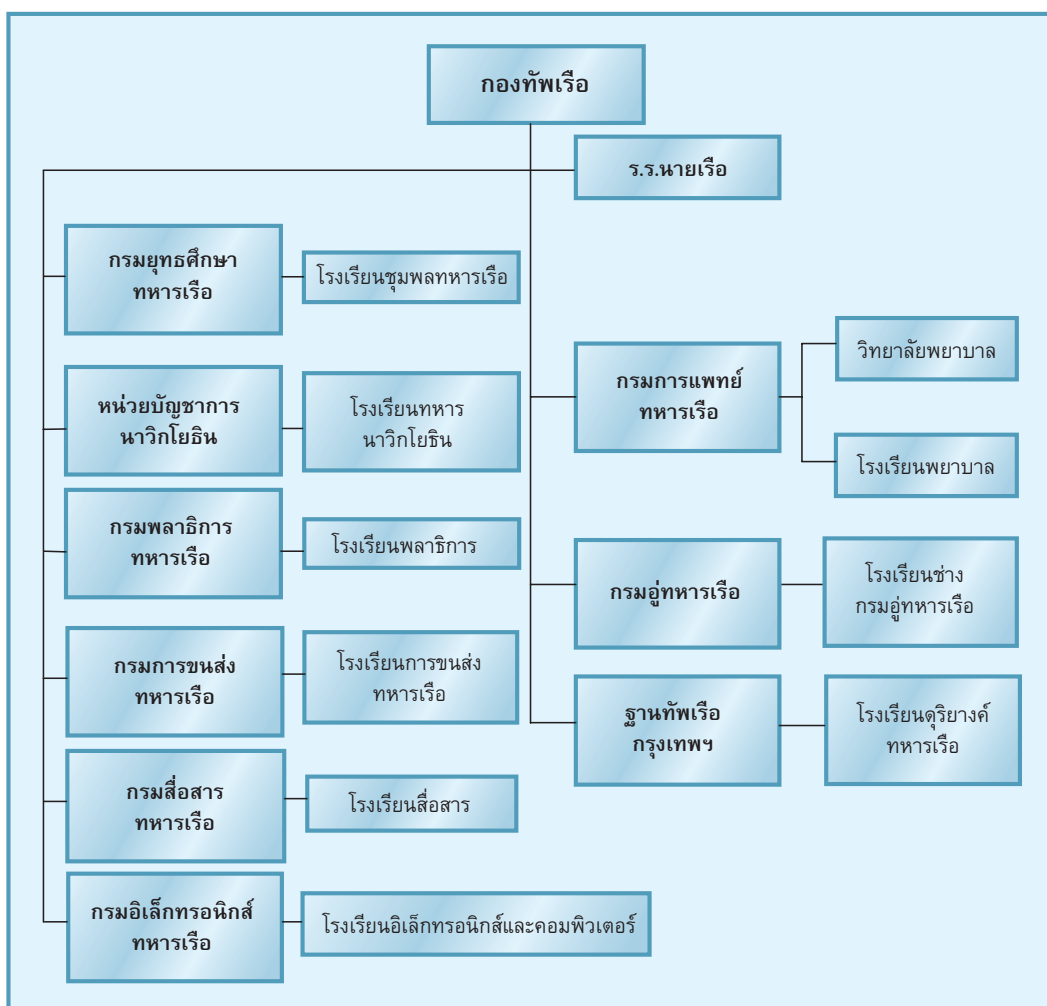 กองทัพเรือ
ร.ร.นายเรือ
กรมยุทธศึกษา
ทหารเรือ
โรงเรียนชุมพลทหารเรือ
หน่วยบัญชาการ
นาวิกโยธิน
โรงเรียนทหาร
นาวิกโยธิน
กรมพลาธิการ
ทหารเรือ
โรงเรียนพลาธิการ
กรมการขนส่ง
ทหารเรือ
โรงเรียนการขนส่ง
ทหารเรือ
กรมสื่อสาร
ทหารเรือ
โรงเรียนสื่อสาร
กรมอิเล็กทรอนิกส์
ทหารเรือ
โรงเรียนอิเล็กทรอนิกส์และคอมพิวเตอร์
กรมการแพทย์
ทหารเรือ
วิทยาลัยพยาบาล
โรงเรียนพยาบาล
กรมอู่ทหารเรือ
โรงเรียนช่าง
กรมอู่ทหารเรือ
ฐานทัพเรือ
กรุงเทพฯ
โรงเรียนดุริยางค์
ทหารเรือ